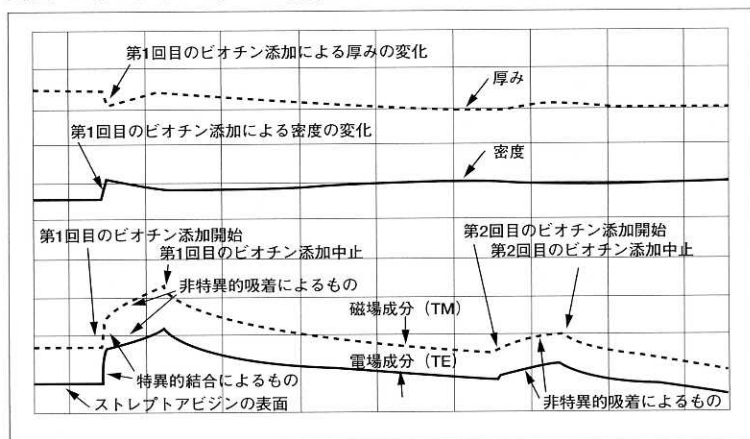 第1回目のビオチン添加による厚みの変化
厚み
第1回目のビオチン添加による密度の変化
密度
第1回目のビオチン添加開始
第1回目のビオチン添加中止
非特異的吸着によるもの
第2回目のビオチン添加開始
第2回目のビオチン添加中止
磁場成分（TM）
電場成分（TE）
特異的結合によるもの
ストレプトアビジンの表面
非特異的吸着によるもの